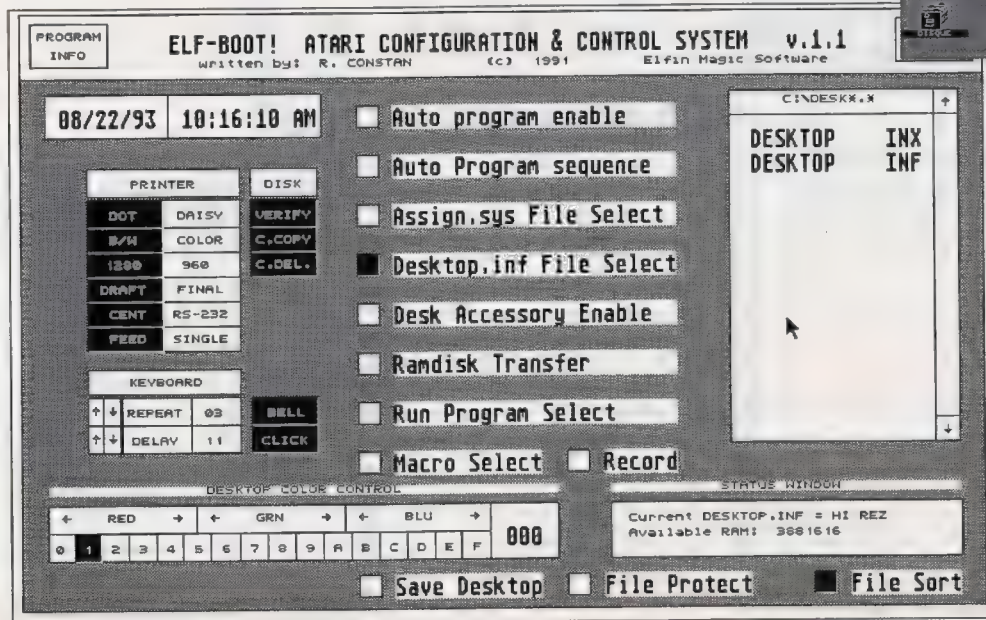 PROGRAM
INFO
ELF-BOOT! ATARI CONFIGURATION & CONTROL SYSTEM v.1.1
written by: R. CONSTAN (c) 1991 Elfin Magic Software
DISQUE
08/22/93 10:16:10 AM
PRINTER
DOT DAISY
B/W COLOR
1280 960
DRAFT FINAL
CENT RS-232
FEED SINGLE
DISK
VERIFY
C.COPY
C.DEL.
KEYBOARD
↑ ↓ REPEAT 03
↑ ↓ DELAY 11
BELL
CLICK
Auto program enable
Auto Program sequence
Assign.sys File Select
Desktop.inf File Select
Desk Accessory Enable
Ramdisk Transfer
Run Program Select
Macro Select Record
C:\DESK*.*
DESKTOP INX
DESKTOP INF
DESKTOP COLOR CONTROL
← RED → ← GRN → ← BLU →
0 1 2 3 4 5 6 7 8 9 A B C D E F
000
STATUS WINDOW
Current DESKTOP.INF = HI REZ
Available RAM: 3881616
Save Desktop File Protect File Sort